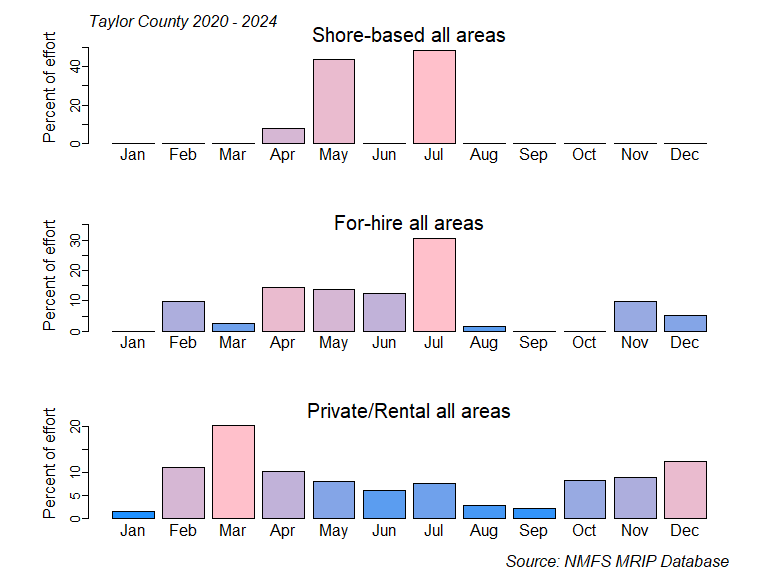 Taylor County 2020 - 2024
Shore-based all areas
Percent of effort
0 20 40
Jan Feb Mar Apr May Jun Jul Aug Sep Oct Nov Dec
For-hire all areas
Percent of effort
0 10 20 30
Jan Feb Mar Apr May Jun Jul Aug Sep Oct Nov Dec
Private/Rental all areas
Percent of effort
0 5 10 20
Jan Feb Mar Apr May Jun Jul Aug Sep Oct Nov Dec
Source: NMFS MRIP Database